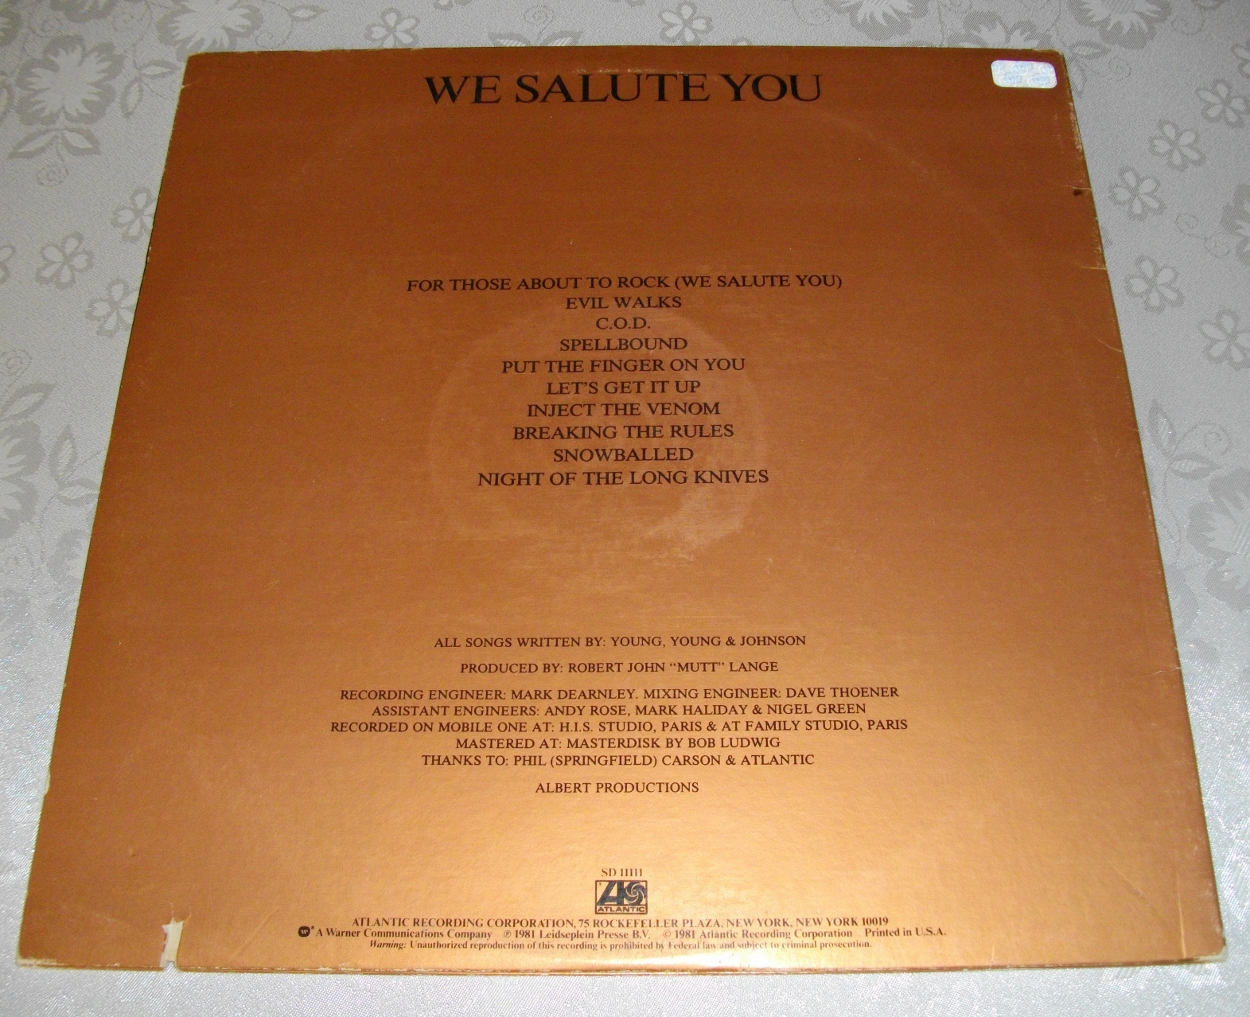 WE SALUTE YOU
FOR THOSE ABOUT TO ROCK (WE SALUTE YOU)
EVIL WALKS
C.O.D.
SPELLBOUND
PUT THE FINGER ON YOU
LET'S GET IT UP
INJECT THE VENOM
BREAKING THE RULES
SNOWBALLED
NIGHT OF THE LONG KNIVES
ALL SONGS WRITTEN BY: YOUNG, YOUNG & JOHNSON
PRODUCED BY: ROBERT JOHN "MUTT" LANGE
RECORDING ENGINEER: MARK DEARNLEY. MIXING ENGINEER: DAVE THOENER
ASSISTANT ENGINEERS: ANDY ROSE, MARK HALIDAY & NIGEL GREEN
RECORDED ON MOBILE ONE AT: H.I.S. STUDIO, PARIS & AT FAMILY STUDIO, PARIS
MASTERED AT: MASTERDISK BY BOB LUDWIG
THANKS TO: PHIL (SPRINGFIELD) CARSON & ATLANTIC
ALBERT PRODUCTIONS
SD 11111
ATLANTIC
ATLANTIC RECORDING CORPORATION, 75 ROCKEFELLER PLAZA, NEW YORK, NEW YORK 10019
A Warner Communications Company ℗ 1981 Leidseplein Presse B.V. © 1981 Atlantic Recording Corporation Printed in U.S.A.
Warning: Unauthorized reproduction of this recording is prohibited by Federal law and subject to criminal prosecution.